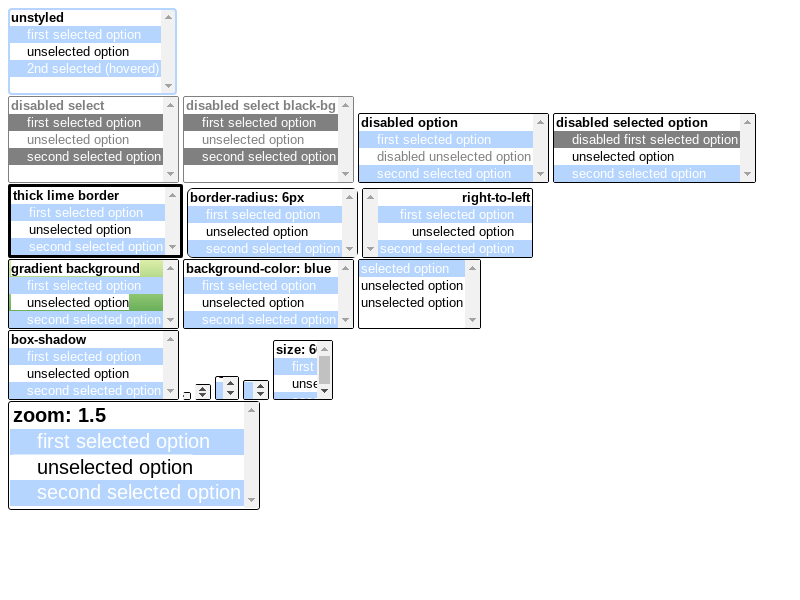 unstyled
first selected option
unselected option
2nd selected (hovered)
disabled select
first selected option
unselected option
second selected option
disabled select black-bg
first selected option
unselected option
second selected option
disabled option
first selected option
disabled unselected option
second selected option
disabled selected option
disabled first selected option
unselected option
second selected option
thick lime border
first selected option
unselected option
second selected option
border-radius: 6px
first selected option
unselected option
second selected option
right-to-left
first selected option
unselected option
second selected option
gradient background
first selected option
unselected option
second selected option
background-color: blue
first selected option
unselected option
second selected option
selected option
unselected option
unselected option
box-shadow
first selected option
unselected option
second selected option
size: 6
first
unse
zoom: 1.5
first selected option
unselected option
second selected option